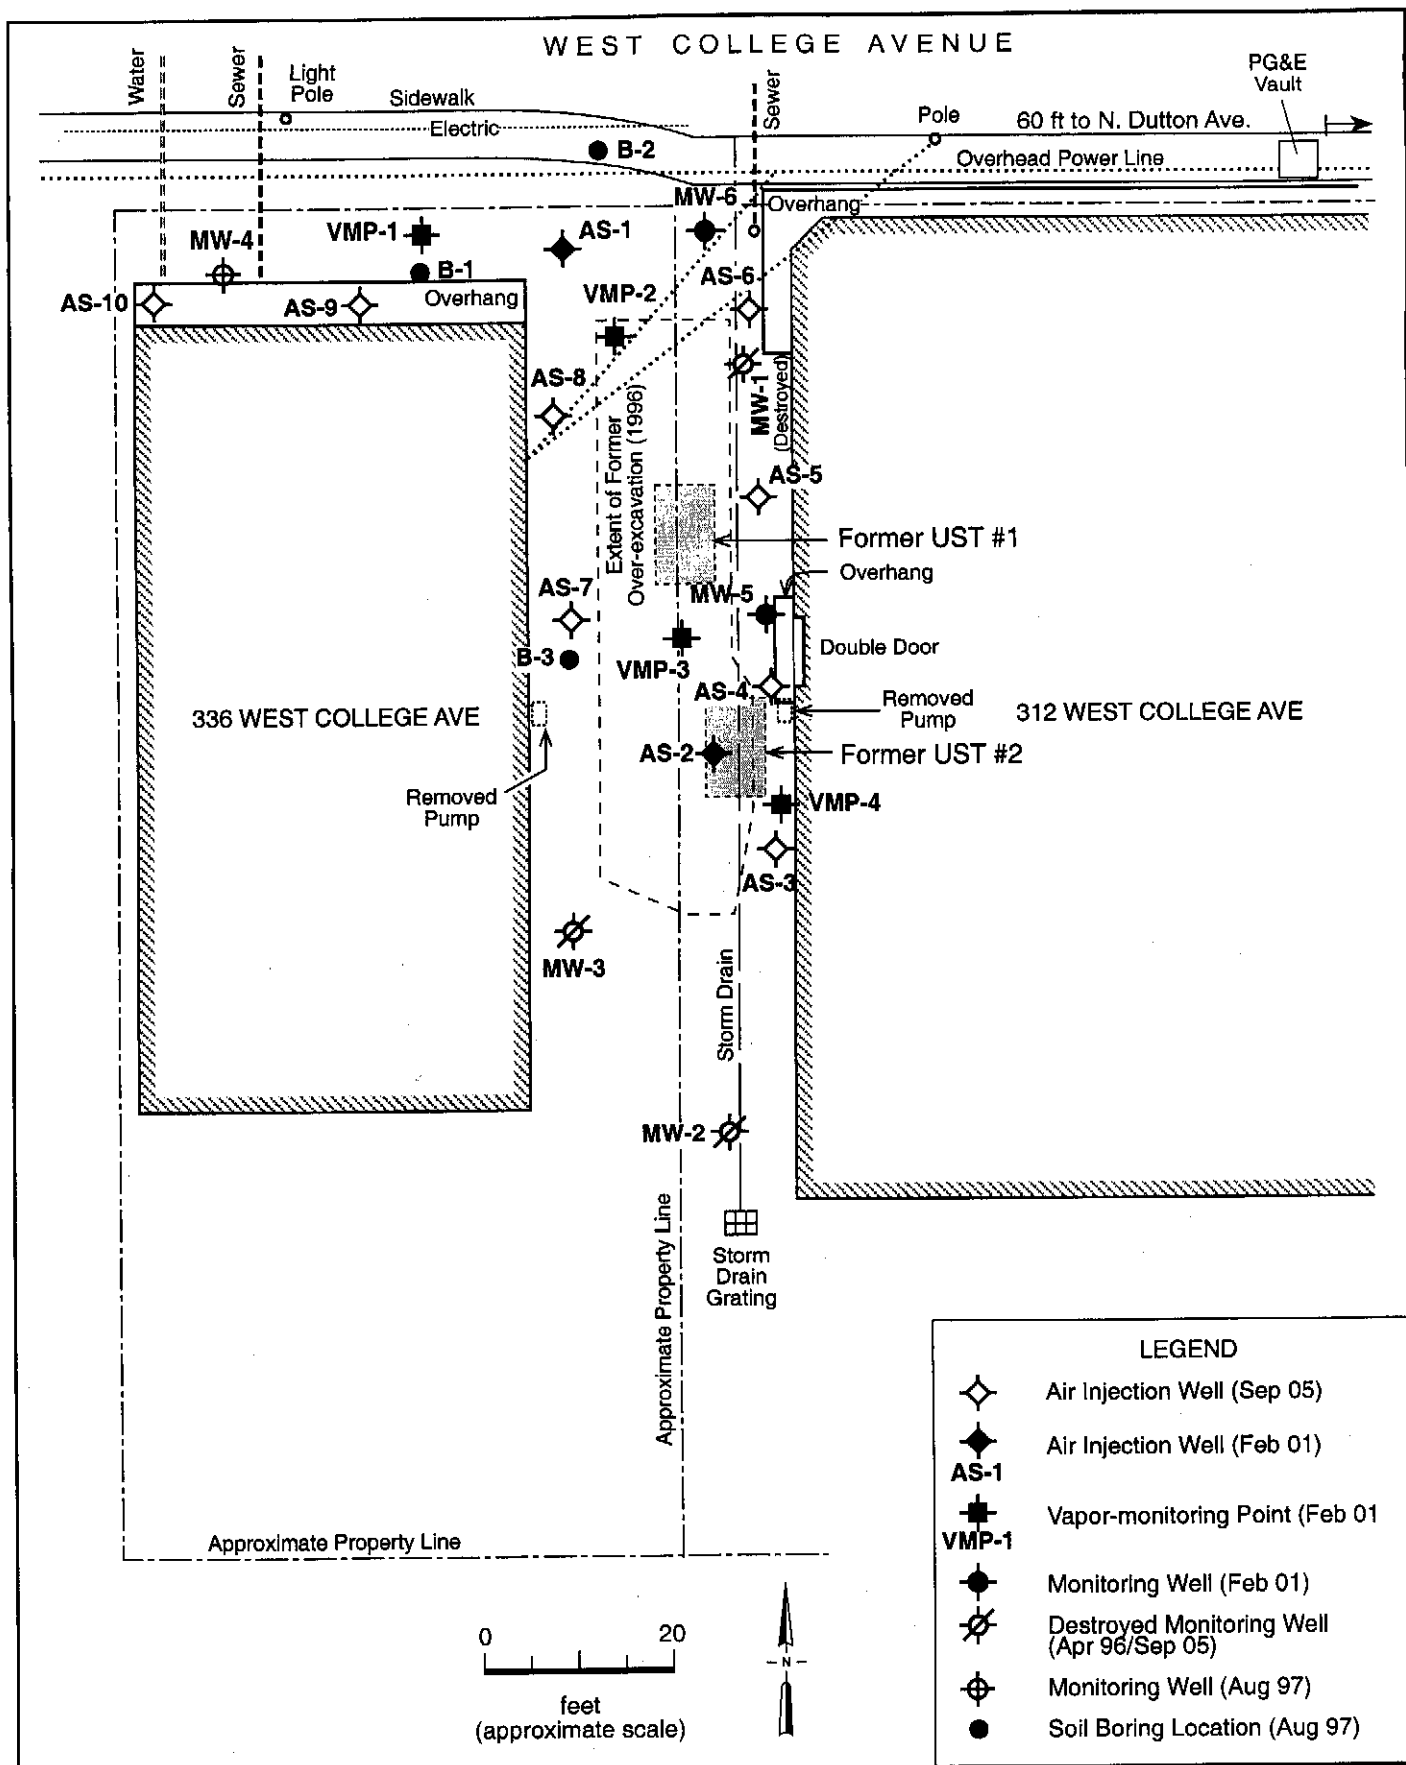 WEST COLLEGE AVENUE
Water
Sewer
Light
Pole
Sidewalk
Electric
B-2
Sewer
Pole
60 ft to N. Dutton Ave.
PG&E
Vault
Overhead Power Line
MW-6
Overhang
VMP-1
AS-1
MW-4
B-1
AS-6
AS-10
AS-9
Overhang
VMP-2
AS-8
MW-1
(Destroyed)
Extent of Former
Over-excavation (1996)
AS-5
Former UST #1
Overhang
AS-7
MW-5
B-3
VMP-3
Double Door
AS-4
Removed
Pump
336 WEST COLLEGE AVE
312 WEST COLLEGE AVE
AS-2
Former UST #2
Removed
Pump
VMP-4
AS-3
MW-3
Storm Drain
MW-2
Approximate Property Line
Storm
Drain
Grating
Approximate Property Line
0 20
feet
(approximate scale)
N
LEGEND
Air Injection Well (Sep 05)
Air Injection Well (Feb 01)
AS-1
Vapor-monitoring Point (Feb 01
VMP-1
Monitoring Well (Feb 01)
Destroyed Monitoring Well
(Apr 96/Sep 05)
Monitoring Well (Aug 97)
Soil Boring Location (Aug 97)